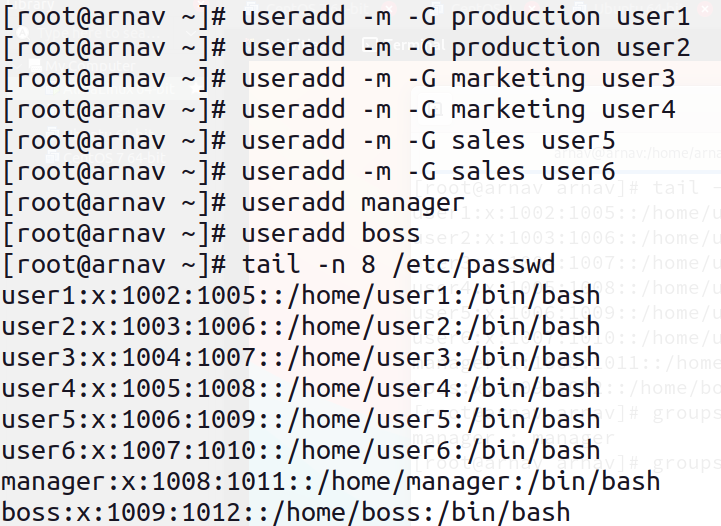 [root@arnav ~]# useradd -m -G production user1
[root@arnav ~]# useradd -m -G production user2
[root@arnav ~]# useradd -m -G marketing user3
[root@arnav ~]# useradd -m -G marketing user4
[root@arnav ~]# useradd -m -G sales user5
[root@arnav ~]# useradd -m -G sales user6
[root@arnav ~]# useradd manager
[root@arnav ~]# useradd boss
[root@arnav ~]# tail -n 8 /etc/passwd
user1:x:1002:1005::/home/user1:/bin/bash
user2:x:1003:1006::/home/user2:/bin/bash
user3:x:1004:1007::/home/user3:/bin/bash
user4:x:1005:1008::/home/user4:/bin/bash
user5:x:1006:1009::/home/user5:/bin/bash
user6:x:1007:1010::/home/user6:/bin/bash
manager:x:1008:1011::/home/manager:/bin/bash
boss:x:1009:1012::/home/boss:/bin/bash